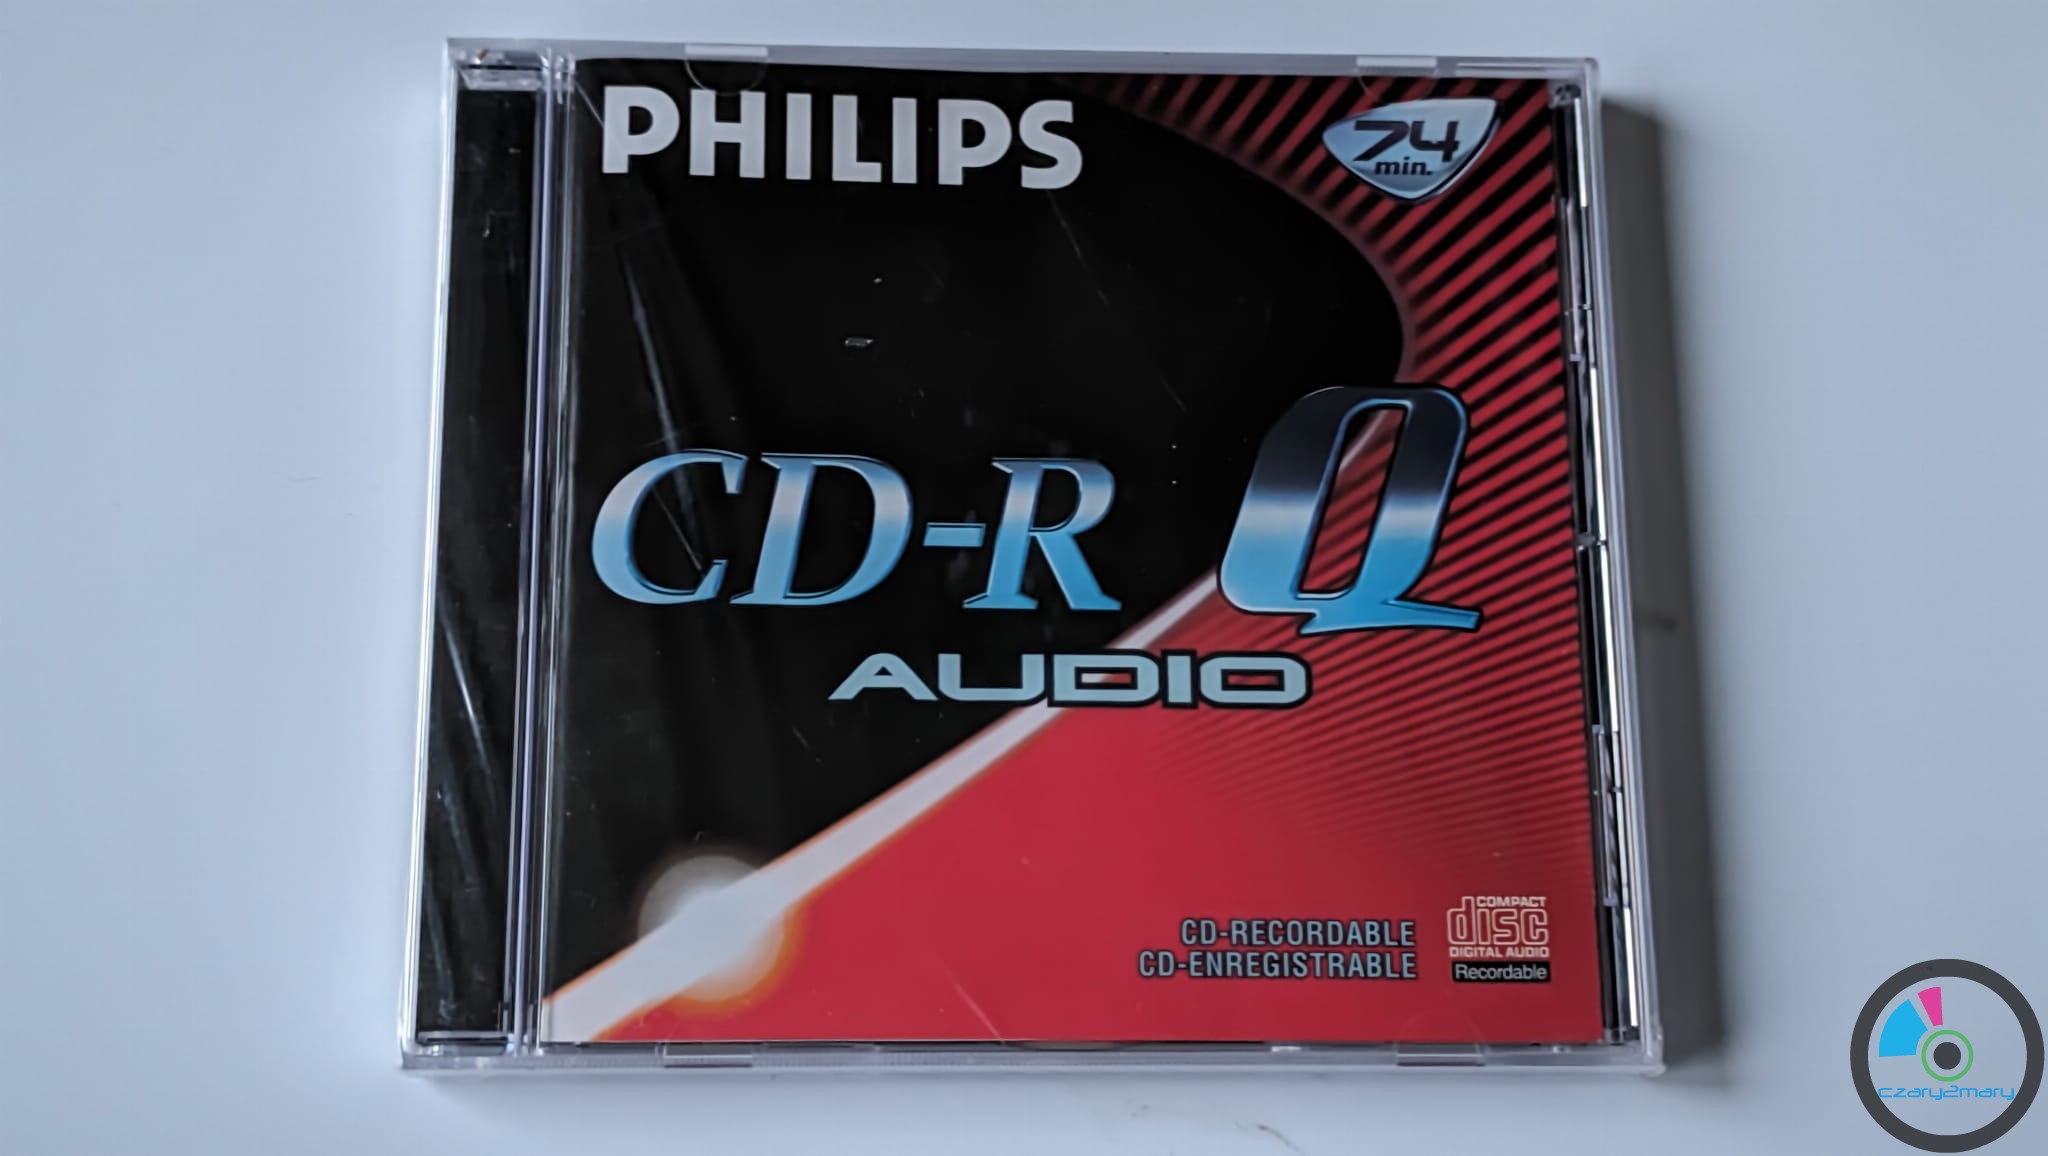 PHILIPS
74
min.
CD-R Q
AUDIO
CD-RECORDABLE
CD-ENREGISTRABLE
COMPACT
disc
DIGITAL AUDIO
Recordable
czary2mary